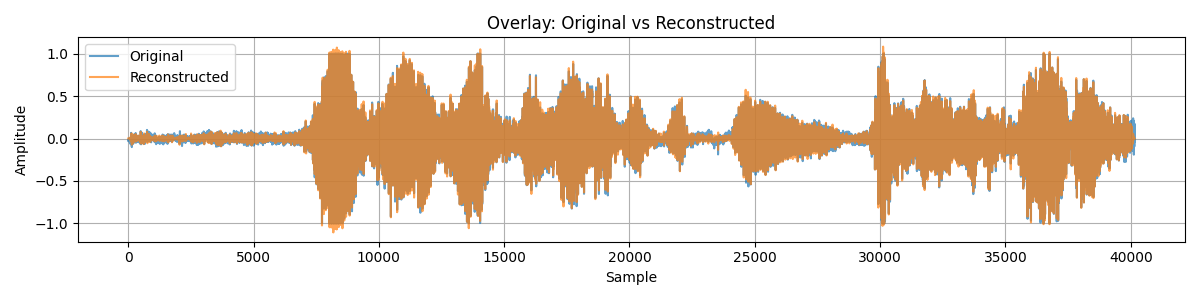 Overlay: Original vs Reconstructed
Original
Reconstructed
Amplitude
1.0
0.5
0.0
−0.5
−1.0
0 5000 10000 15000 20000 25000 30000 35000 40000
Sample